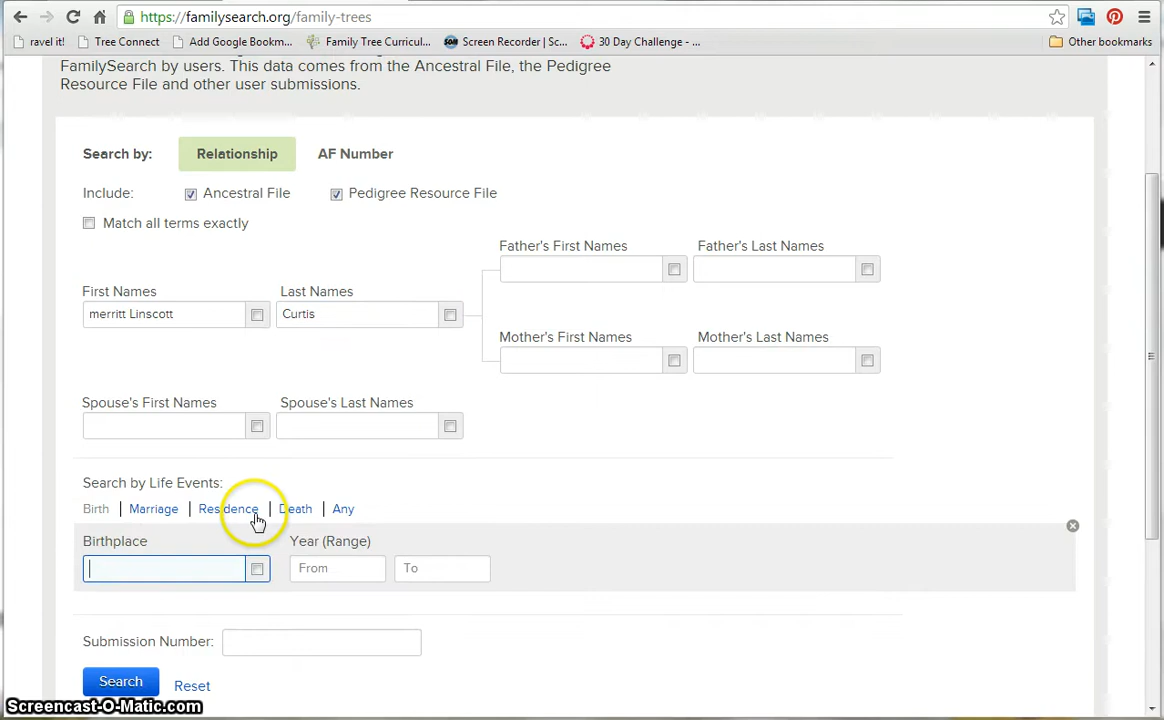 https://familysearch.org/family-trees
ravel it!
Tree Connect
Add Google Bookm...
Family Tree Curricul...
Screen Recorder | Sc...
30 Day Challenge - ...
Other bookmarks
FamilySearch by users. This data comes from the Ancestral File, the Pedigree
Resource File and other user submissions.
Search by: Relationship AF Number
Include: Ancestral File Pedigree Resource File
Match all terms exactly
Father's First Names Father's Last Names
First Names Last Names
merritt Linscott Curtis
Mother's First Names Mother's Last Names
Spouse's First Names Spouse's Last Names
Search by Life Events:
Birth | Marriage | Residence | Death | Any
Birthplace Year (Range)
From To
Submission Number:
Search Reset
Screencast-O-Matic.com